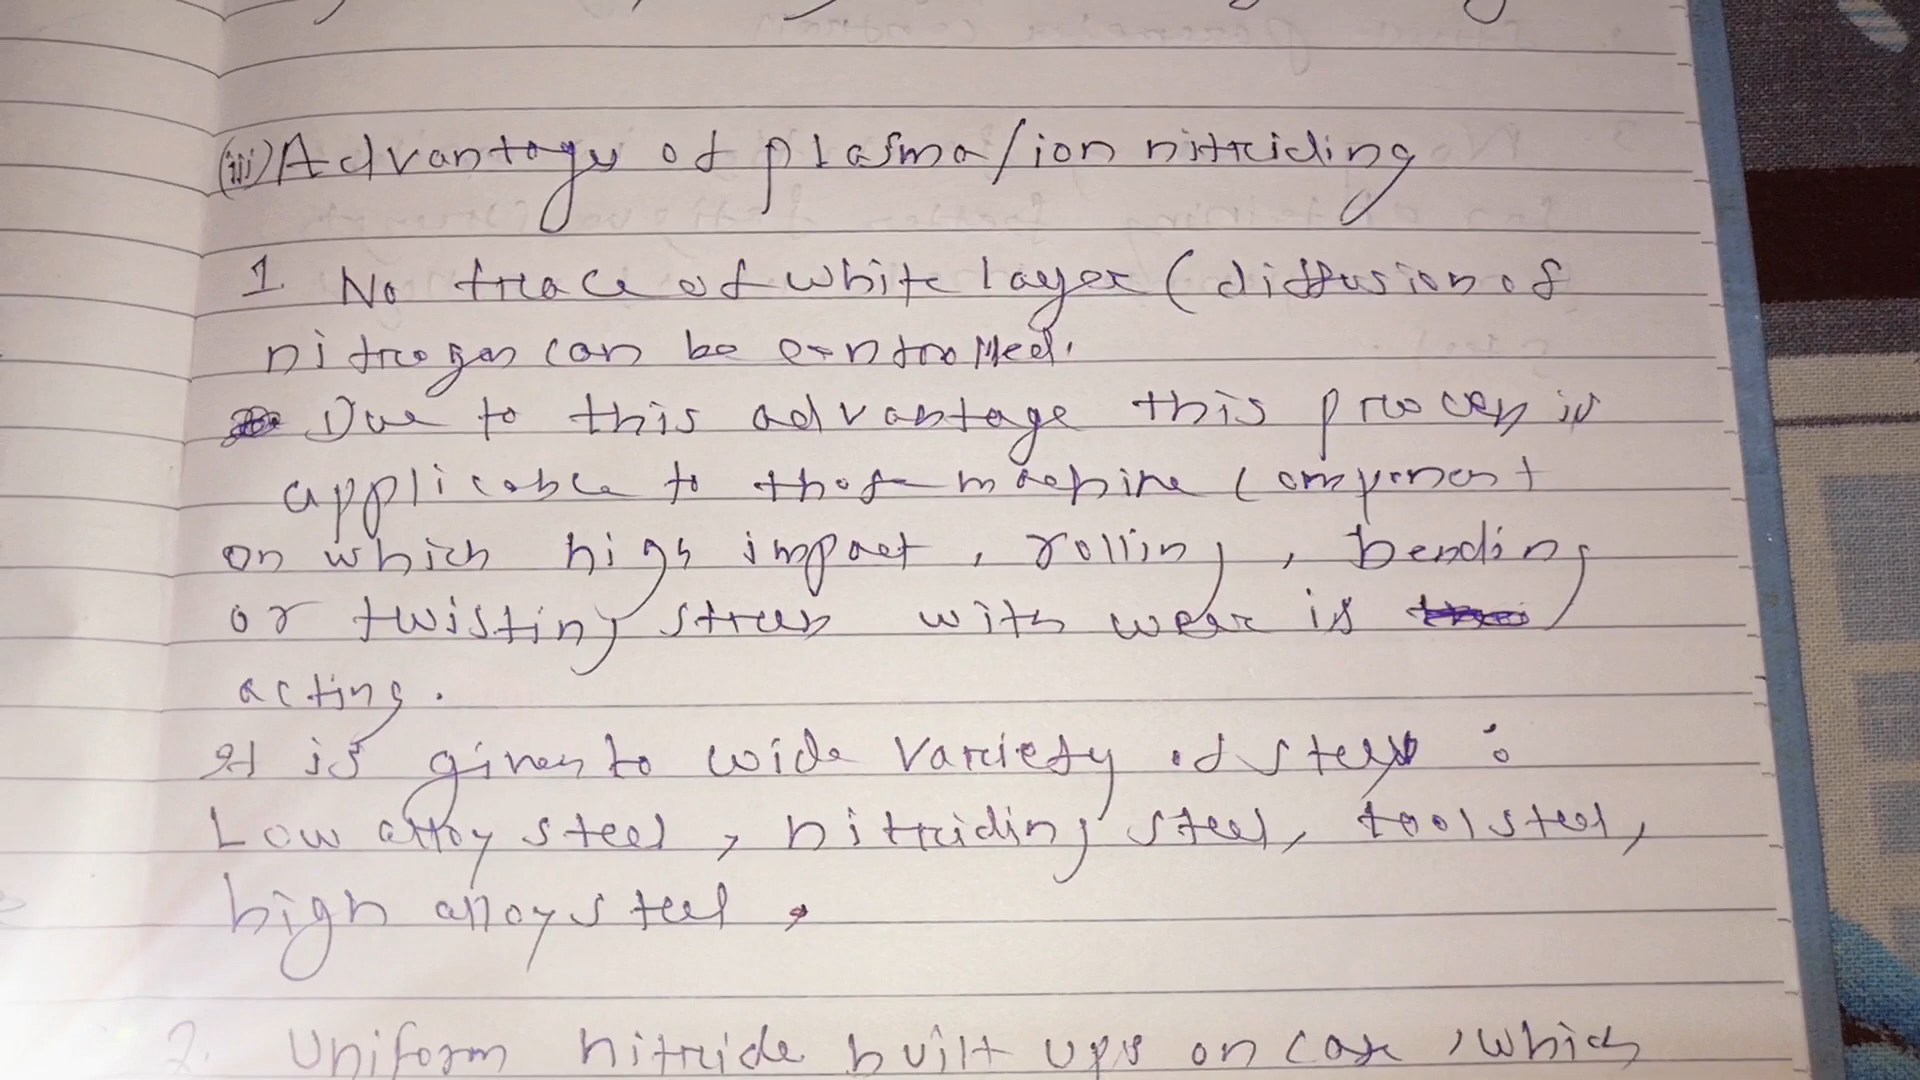 (iii) Advantages of plasma/ion nitriding
1. No trace of white layer (diffusion of
nitrogen can be controlled.
Due to this advantage this process is
applicable to those machine component
on which high impact, rolling, bending
or twisting stress with wear is
acting.
It is given to wide variety of steel :
Low alloy steel, nitriding steel, tool steel,
high alloy steel.
2. Uniform nitride built ups on case, which